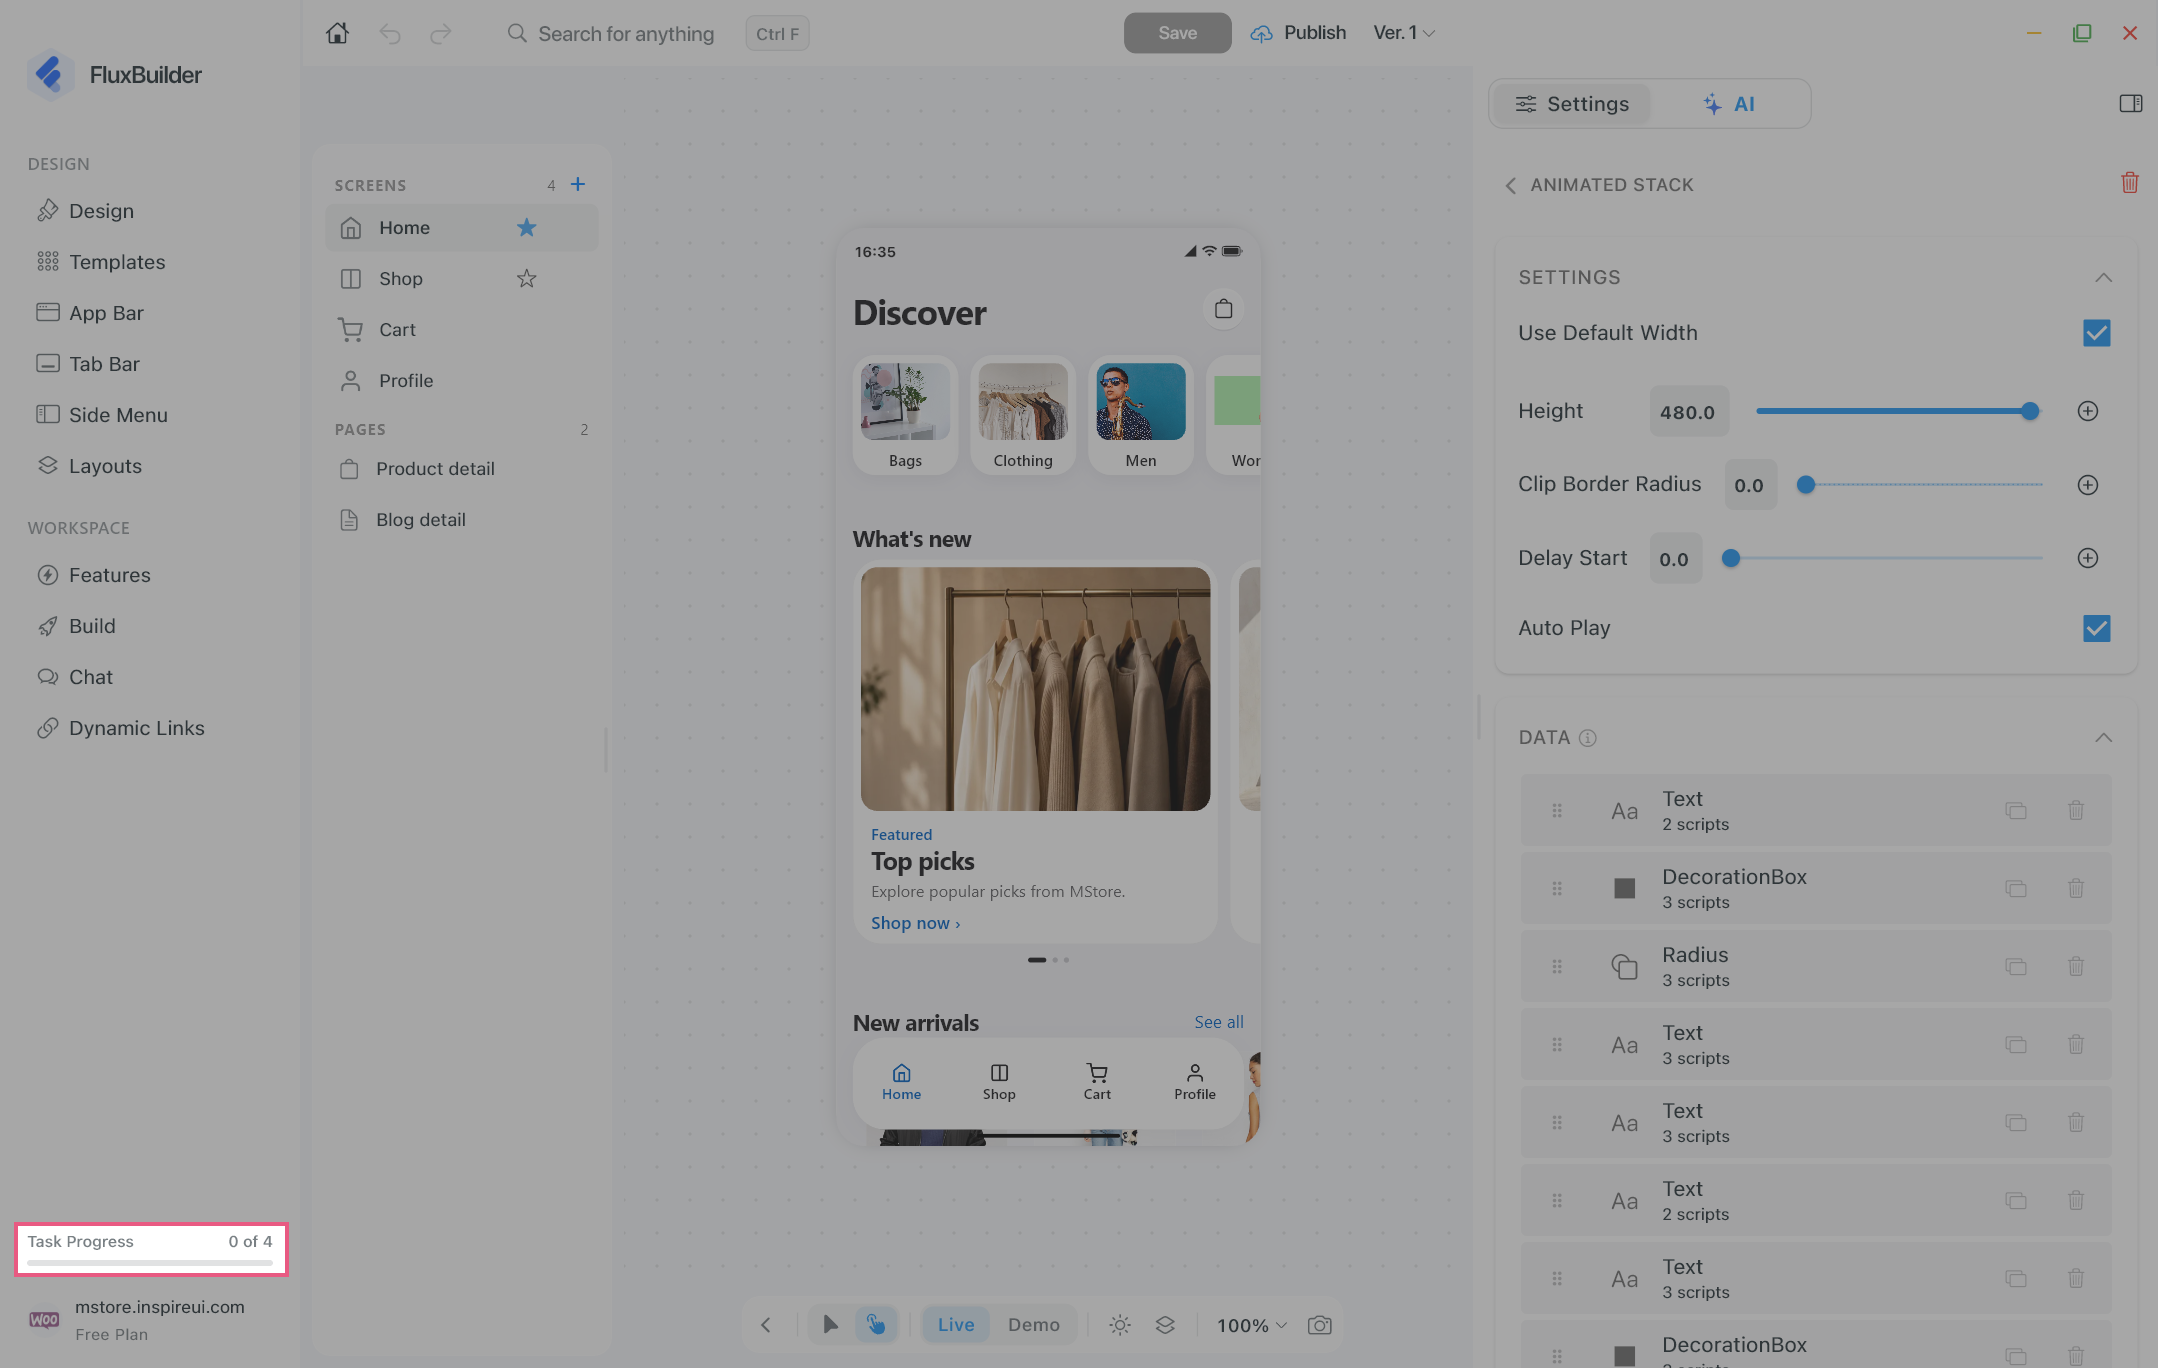 FluxBuilder
DESIGN
Design
Templates
App Bar
Tab Bar
Side Menu
Layouts
WORKSPACE
Features
Build
Chat
Dynamic Links
Task Progress 0 of 4
WOO
mstore.inspireui.com
Free Plan
Search for anything Ctrl F
Save
Publish
Ver. 1
SCREENS 4
Home
Shop
Cart
Profile
PAGES 2
Product detail
Blog detail
16:35
Discover
Bags
Clothing
Men
What's new
Featured
Top picks
Explore popular picks from MStore.
Shop now ›
New arrivals See all
Home
Shop
Cart
Profile
Live
Demo
100%
Settings
AI
ANIMATED STACK
SETTINGS
Use Default Width
Height 480.0
Clip Border Radius 0.0
Delay Start 0.0
Auto Play
DATA
Aa Text
2 scripts
DecorationBox
3 scripts
Radius
3 scripts
Aa Text
3 scripts
Aa Text
3 scripts
Aa Text
2 scripts
Aa Text
3 scripts
DecorationBox